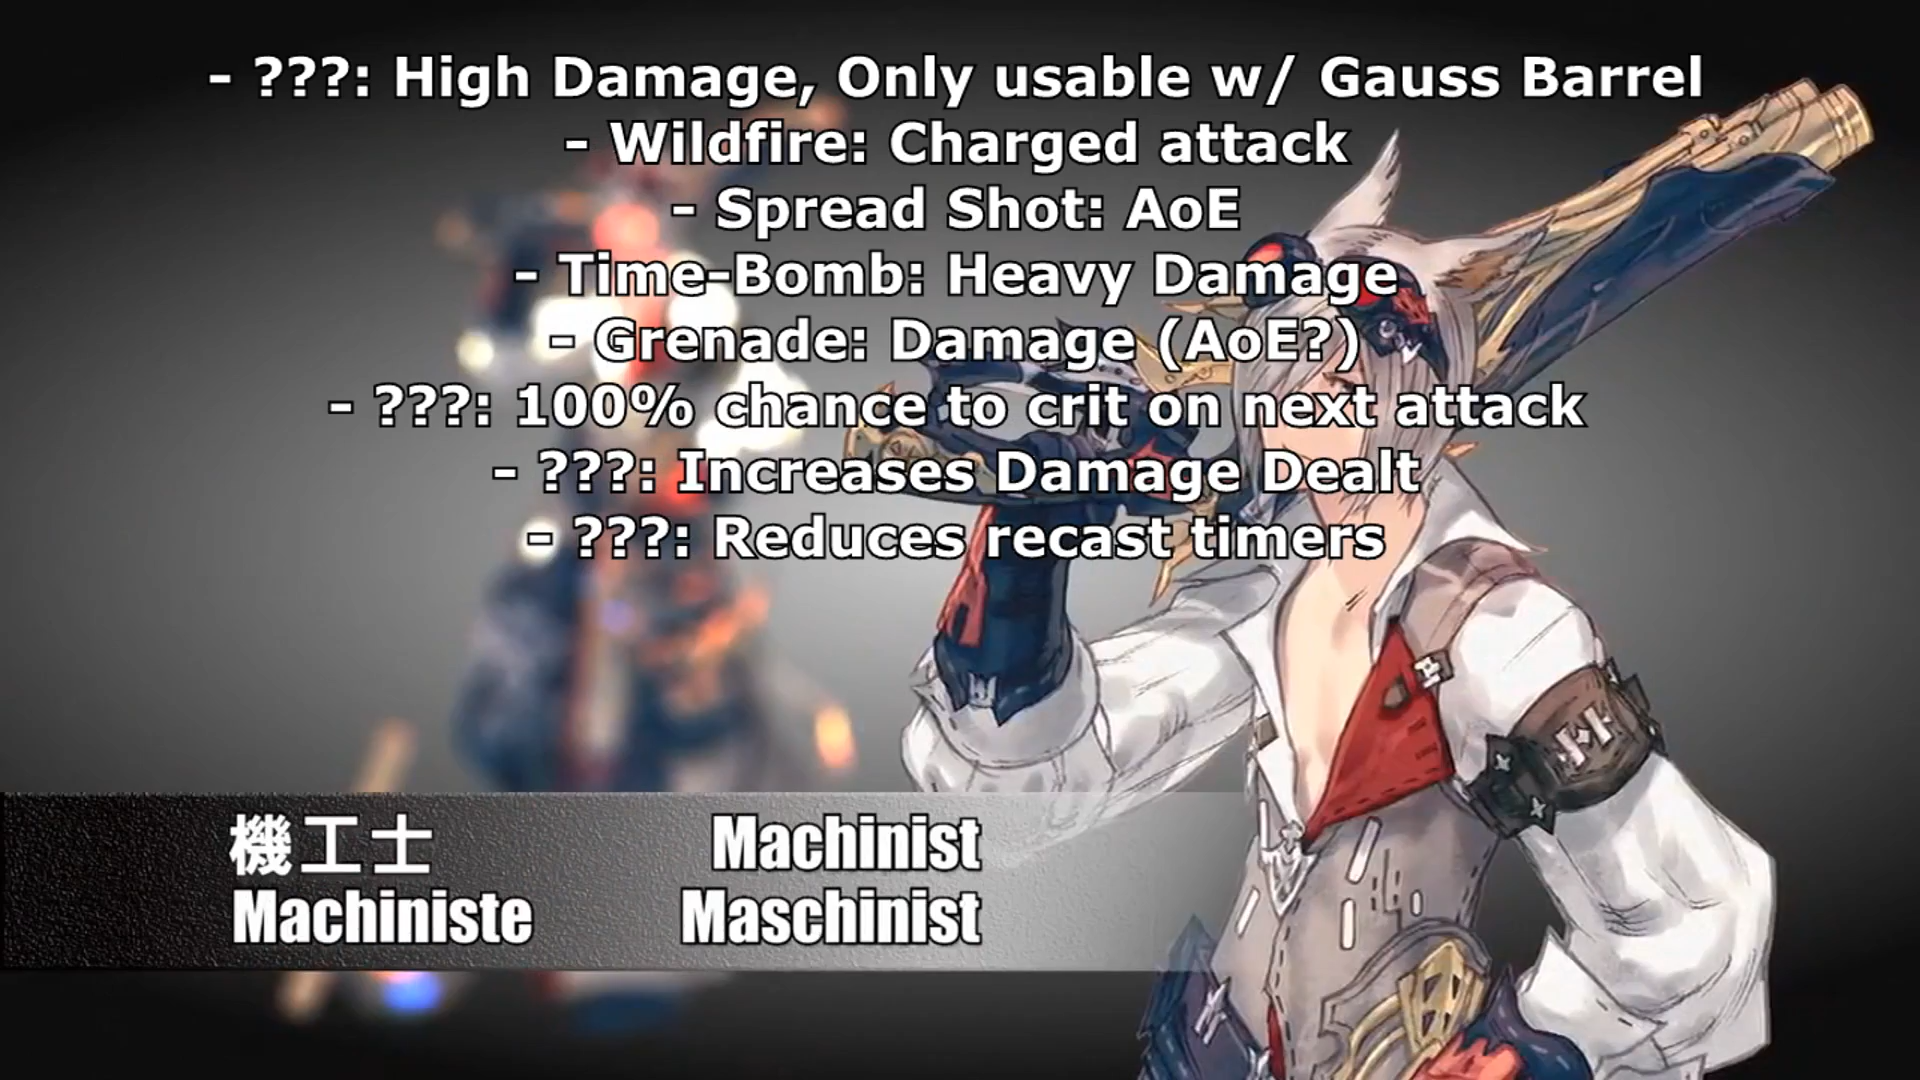 - ???: High Damage, Only usable w/ Gauss Barrel
- Wildfire: Charged attack
- Spread Shot: AoE
- Time-Bomb: Heavy Damage
- Grenade: Damage (AoE?)
- ???: 100% chance to crit on next attack
- ???: Increases Damage Dealt
- ???: Reduces recast timers
機工士 Machinist
Machiniste Maschinist